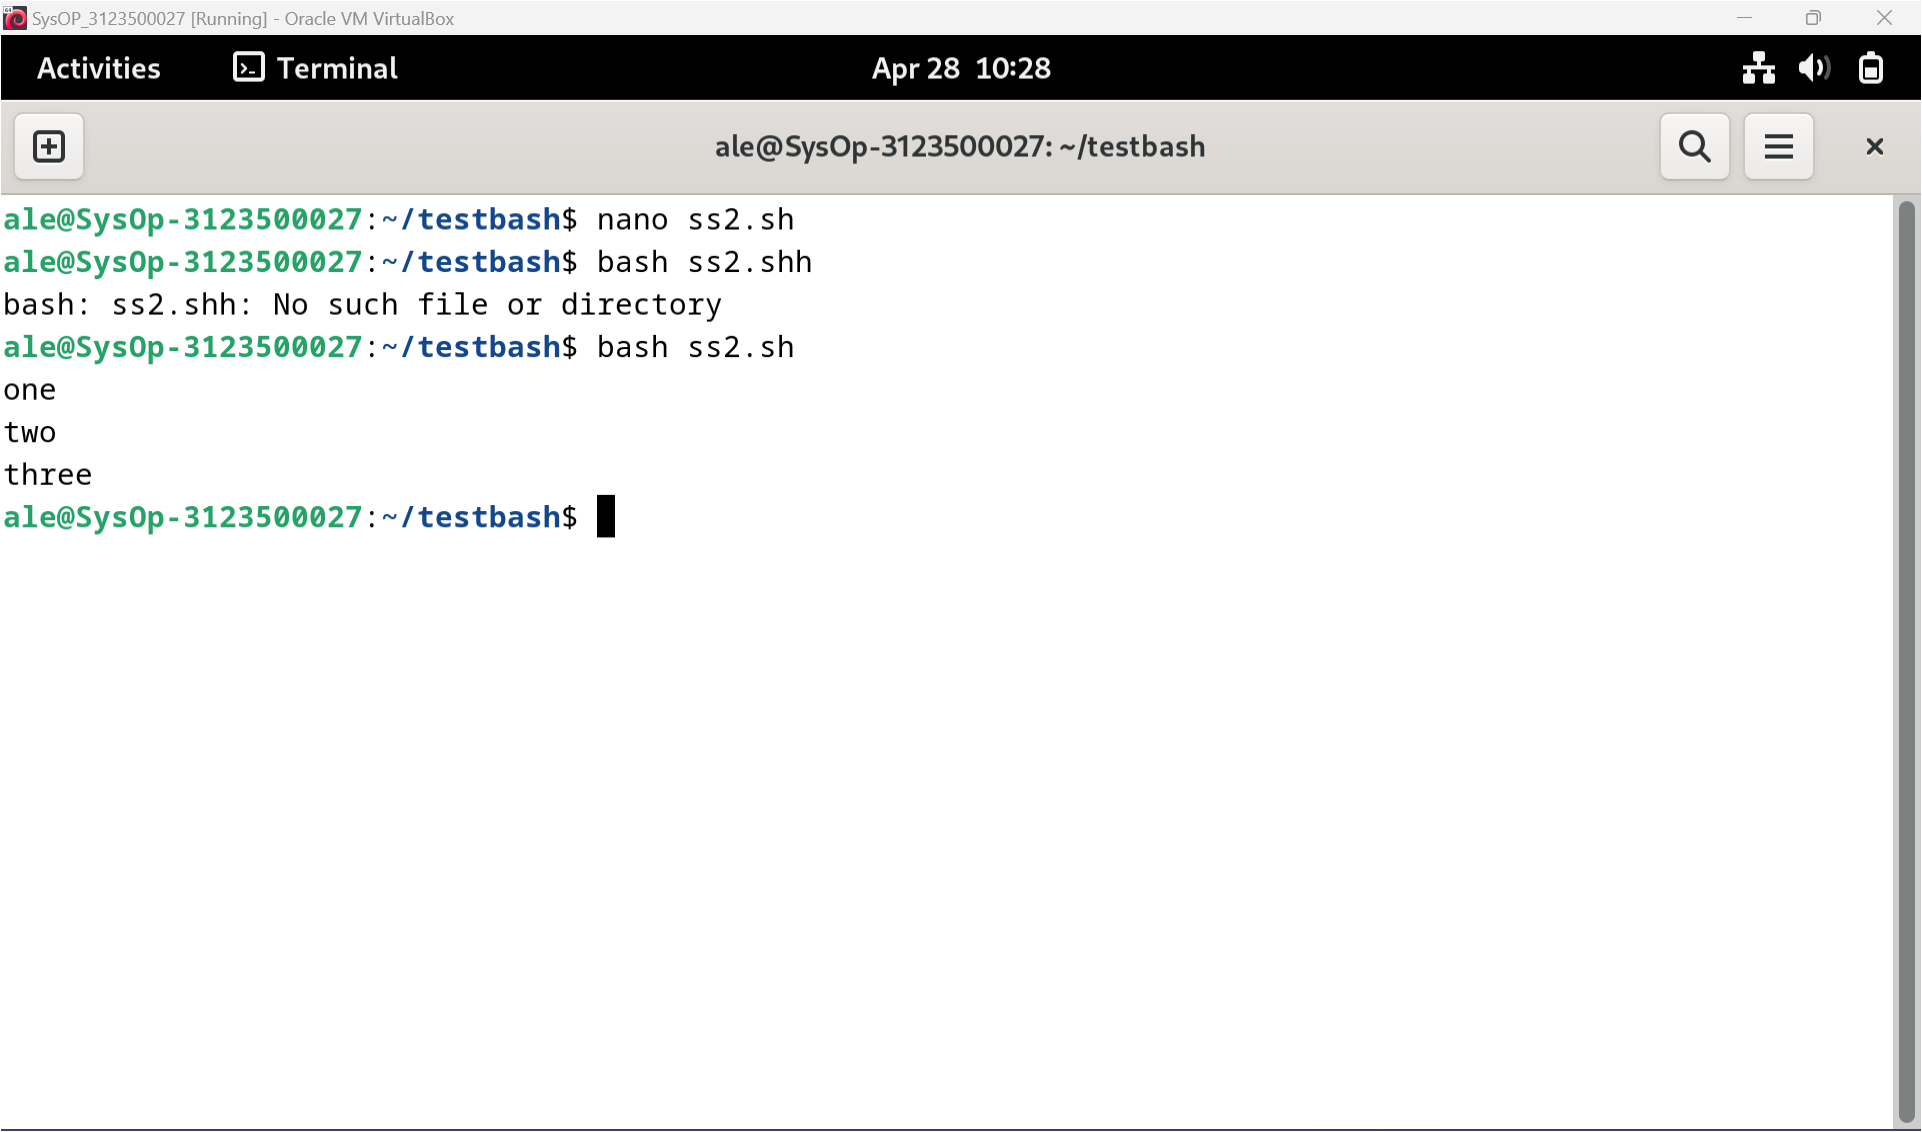 SysOP_3123500027 [Running] - Oracle VM VirtualBox
Activities Terminal Apr 28 10:28
ale@SysOp-3123500027: ~/testbash
ale@SysOp-3123500027:~/testbash$ nano ss2.sh
ale@SysOp-3123500027:~/testbash$ bash ss2.shh
bash: ss2.shh: No such file or directory
ale@SysOp-3123500027:~/testbash$ bash ss2.sh
one
two
three
ale@SysOp-3123500027:~/testbash$